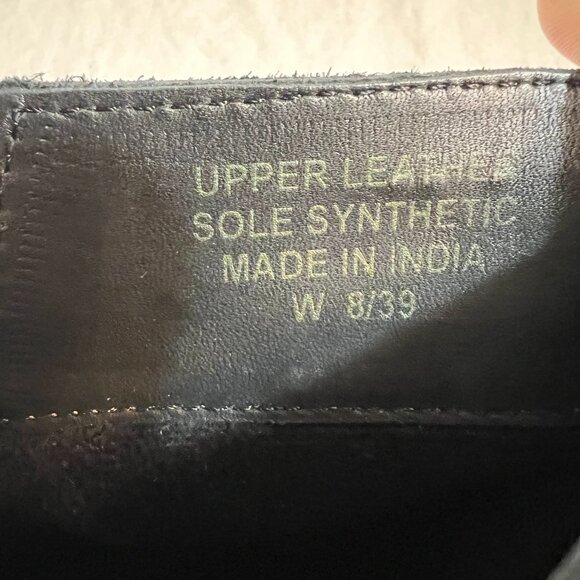 UPPER LEATHER
SOLE SYNTHETIC
MADE IN INDIA
W 8/39